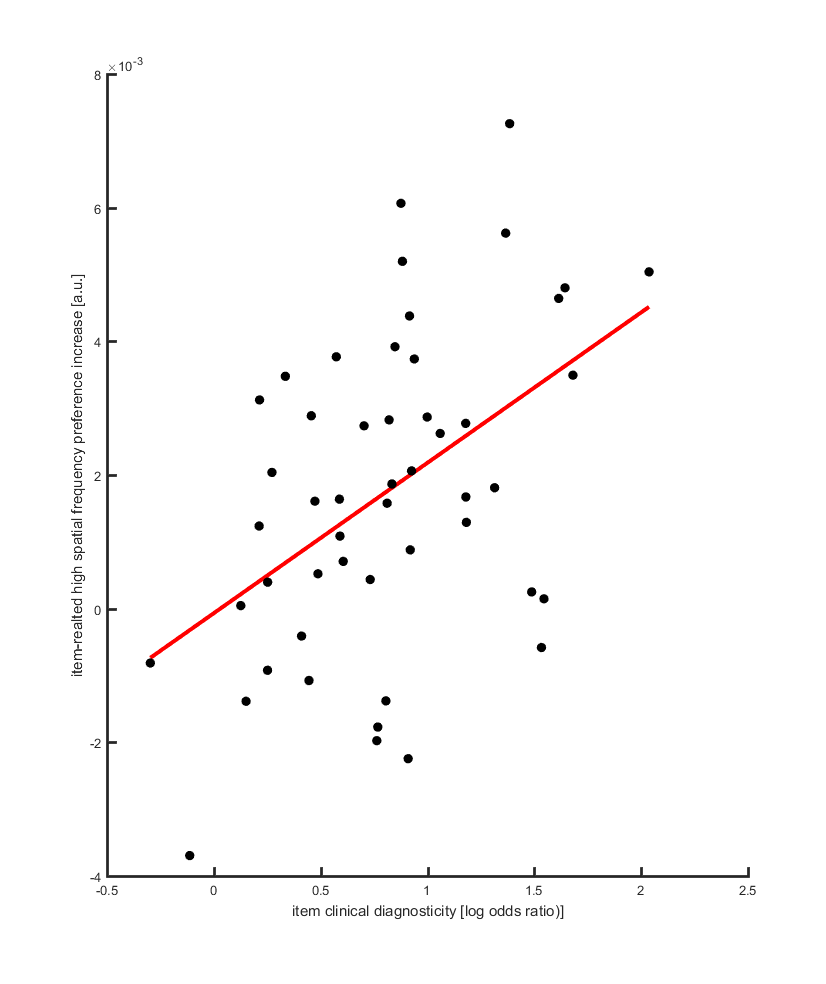 ×10-3
8
6
4
2
0
-2
-4
-0.5 0 0.5 1 1.5 2 2.5
item clinical diagnosticity [log odds ratio)]
item-realted high spatial frequency preference increase [a.u.]